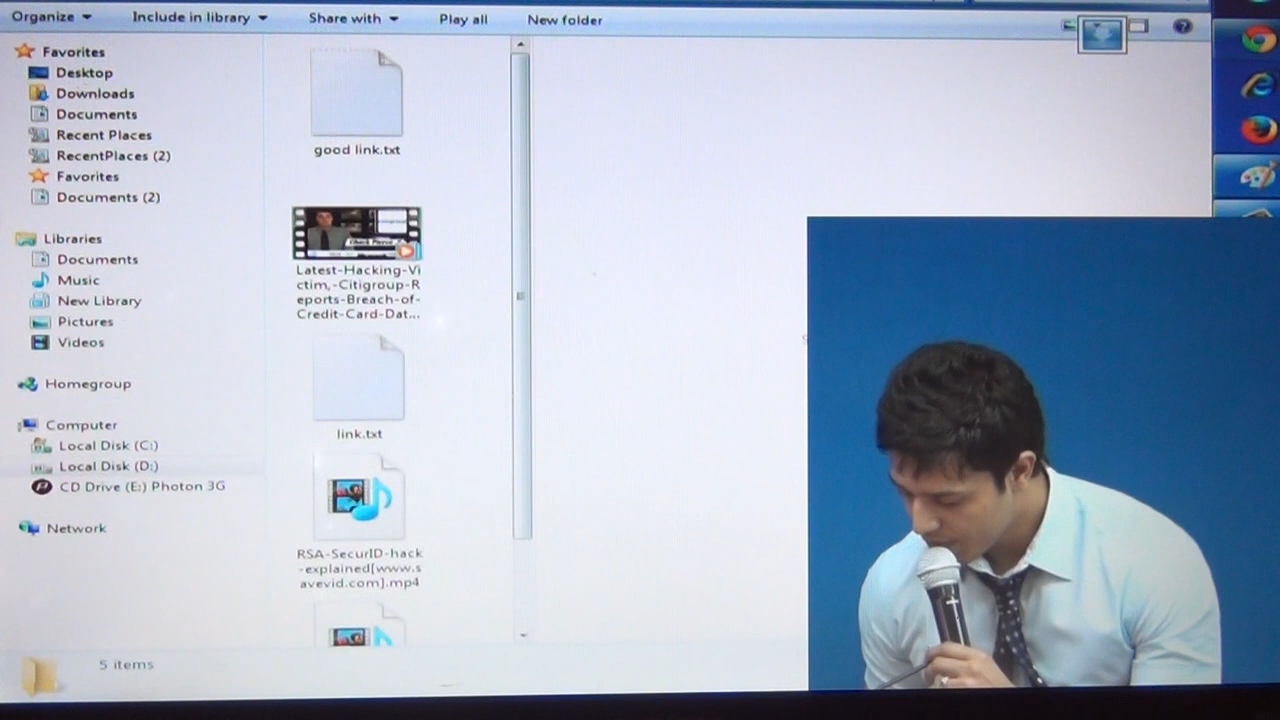 Organize Include in library Share with Play all New folder
Favorites
Desktop
Downloads
Documents
Recent Places
RecentPlaces (2)
Favorites
Documents (2)
Libraries
Documents
Music
New Library
Pictures
Videos
Homegroup
Computer
Local Disk (C:)
Local Disk (D:)
CD Drive (E:) Photon 3G
Network
good link.txt
Latest-Hacking-Vi
ctim,-Citigroup-R
eports-Breach-of-
Credit-Card-Dat...
link.txt
RSA-SecurID-hack
-explained[www.s
avevid.com].mp4
5 items